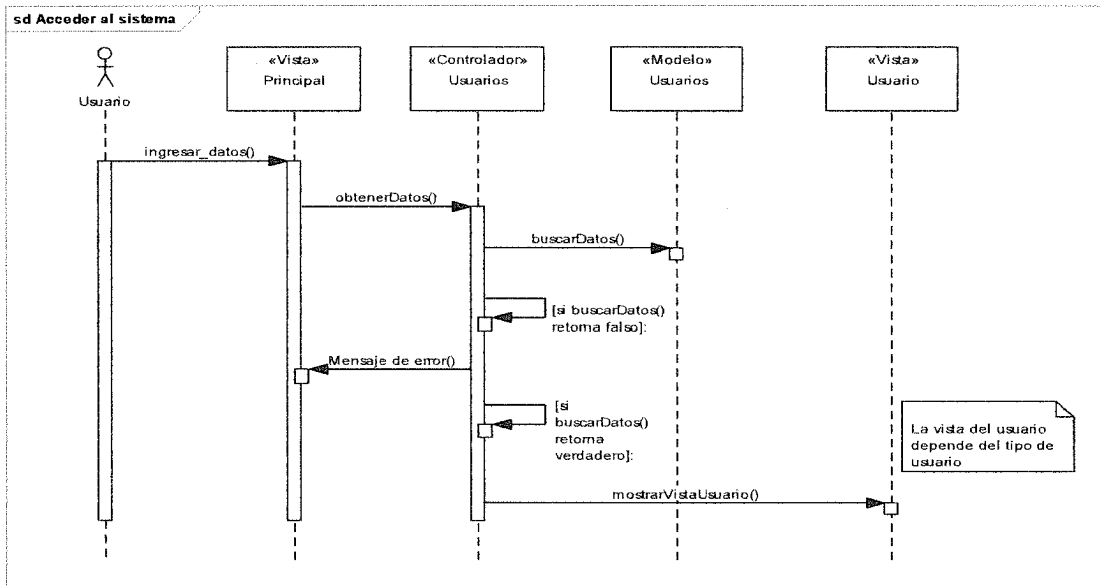 sd Acceder al sistema
Usuario
«Vista»
Principal
«Controlador»
Usuarios
«Modelo»
Usuarios
«Vista»
Usuario
ingresar_datos()
obtenerDatos()
buscarDatos()
[si buscarDatos()
retorna falso]:
Mensaje de error()
[si
buscarDatos()
retorna
verdadero]:
La vista del usuario
depende del tipo de
usuario
mostrarVistaUsuario()